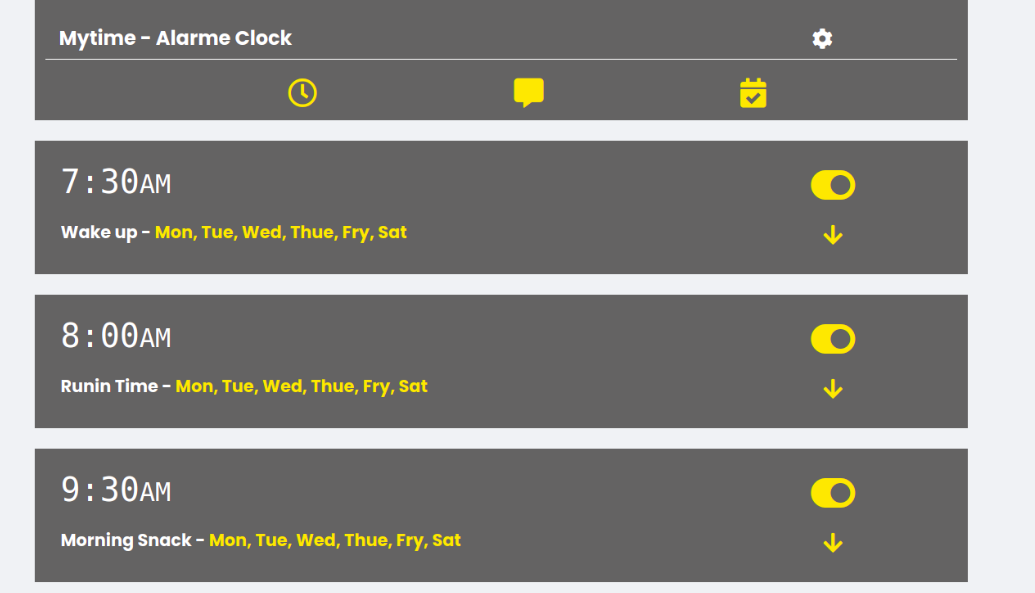 Mytime - Alarme Clock
7:30AM
Wake up - Mon, Tue, Wed, Thue, Fry, Sat
8:00AM
Runin Time - Mon, Tue, Wed, Thue, Fry, Sat
9:30AM
Morning Snack - Mon, Tue, Wed, Thue, Fry, Sat